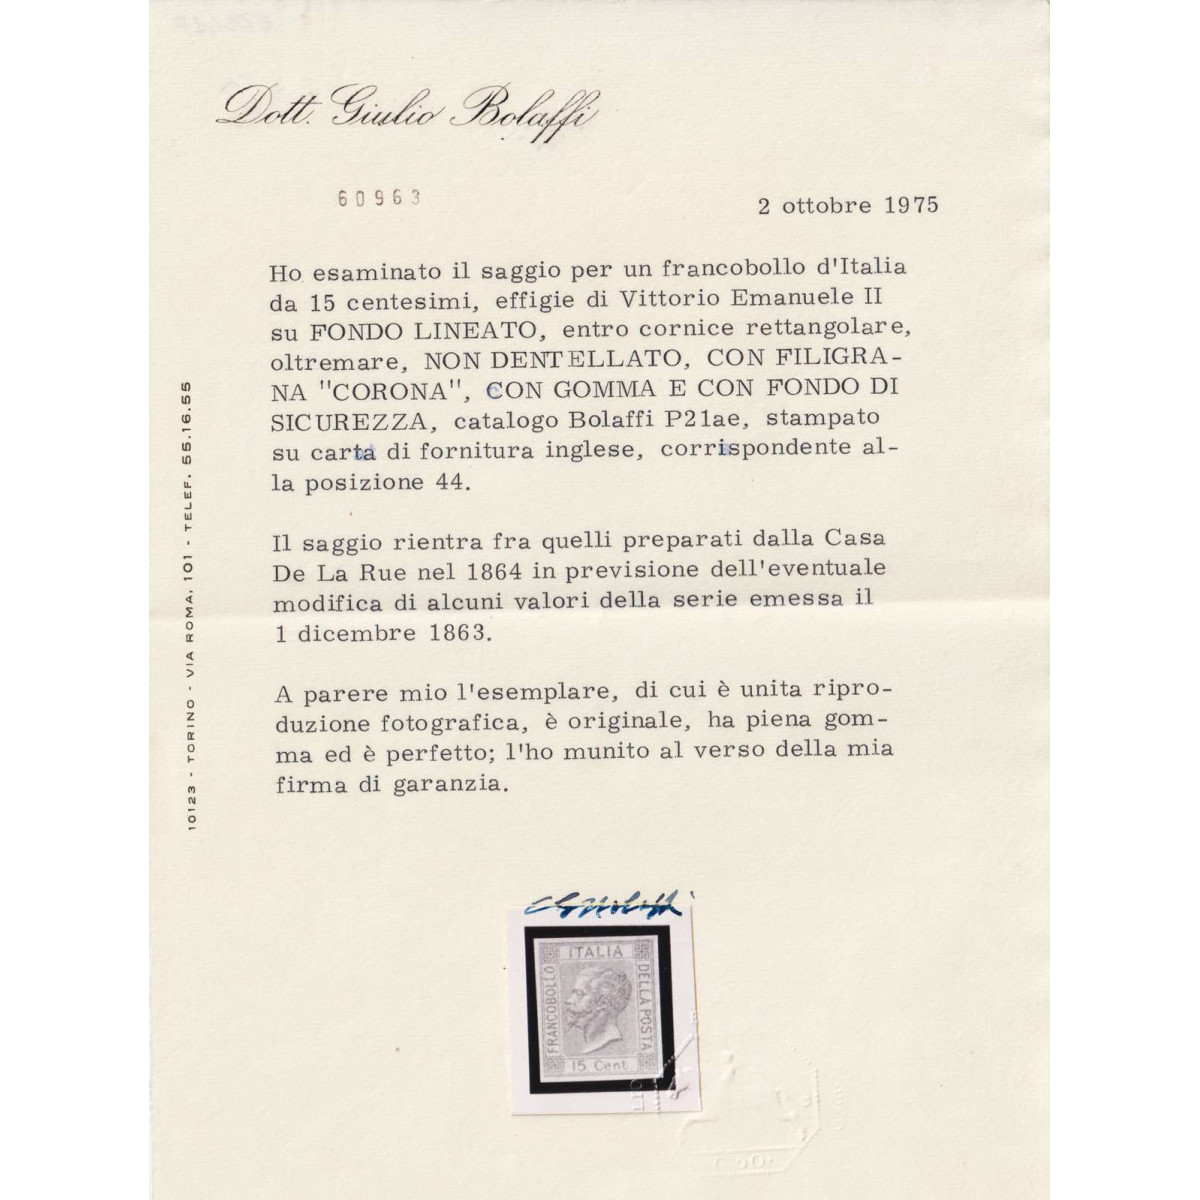 Dott. Giulio Bolaffi
60963
2 ottobre 1975
Ho esaminato il saggio per un francobollo d'Italia
da 15 centesimi, effigie di Vittorio Emanuele II
su FONDO LINEATO, entro cornice rettangolare,
oltremare, NON DENTELLATO, CON FILIGRA-
NA "CORONA", CON GOMMA E CON FONDO DI
SICUREZZA, catalogo Bolaffi P21ae, stampato
su carta di fornitura inglese, corrispondente al-
la posizione 44.
Il saggio rientra fra quelli preparati dalla Casa
De La Rue nel 1864 in previsione dell'eventuale
modifica di alcuni valori della serie emessa il
1 dicembre 1863.
A parere mio l'esemplare, di cui è unita ripro-
duzione fotografica, è originale, ha piena gom-
ma ed è perfetto; l'ho munito al verso della mia
firma di garanzia.
10123 - TORINO - VIA ROMA, 101 - TELEF. 55.16.55
ITALIA
FRANCOBOLLO
DELLA POSTA
15 Cent.